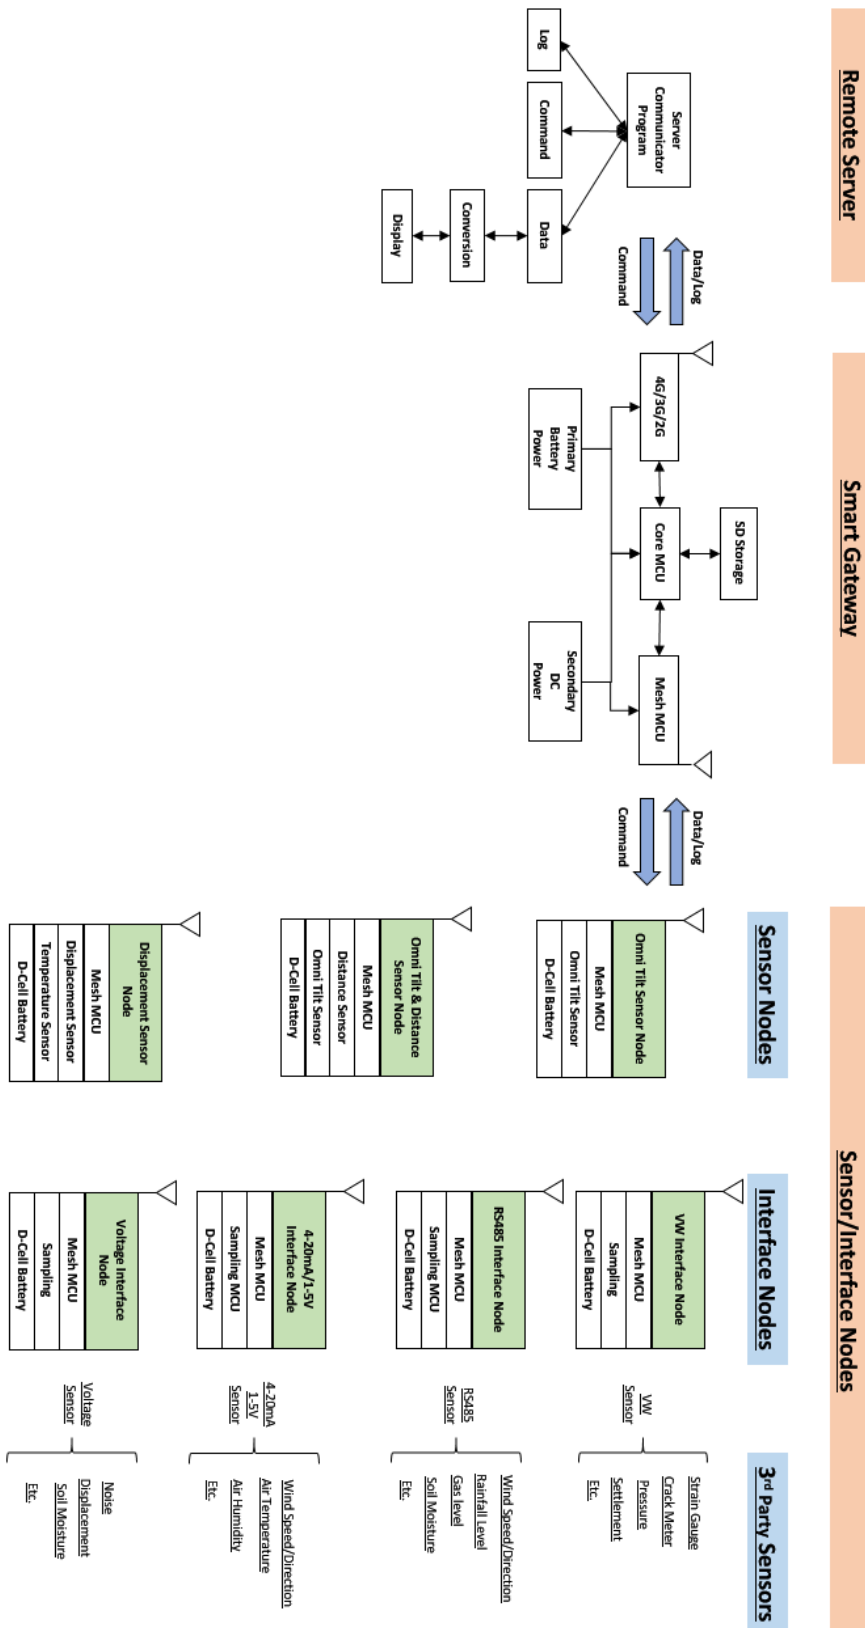 Remote Server
Server
Communicator
Program
Log
Command
Data
Conversion
Display
Data/Log
Command
Smart Gateway
4G/3G/2G
Core MCU
SD Storage
Mesh MCU
Primary
Battery
Power
Secondary
DC
Power
Data/Log
Command
Sensor/Interface Nodes
Sensor Nodes
Omni Tilt Sensor Node
Mesh MCU
Omni Tilt Sensor
D-Cell Battery
Omni Tilt & Distance
Sensor Node
Mesh MCU
Distance Sensor
Omni Tilt Sensor
D-Cell Battery
Displacement Sensor
Node
Mesh MCU
Displacement Sensor
Temperature Sensor
D-Cell Battery
Interface Nodes
VW Interface Node
Mesh MCU
Sampling
D-Cell Battery
RS485 Interface Node
Mesh MCU
Sampling MCU
D-Cell Battery
4-20mA/1-5V
Interface Node
Mesh MCU
Sampling MCU
D-Cell Battery
Voltage Interface
Node
Mesh MCU
Sampling
D-Cell Battery
3rd Party Sensors
VW
Sensor
Strain Gauge
Crack Meter
Pressure
Settlement
Etc.
RS485
Sensor
Wind Speed/Direction
Rainfall Level
Gas level
Soil Moisture
Etc.
4-20mA
1-5V
Sensor
Wind Speed/Direction
Air Temperature
Air Humidity
Etc.
Voltage
Sensor
Noise
Displacement
Soil Moisture
Etc.